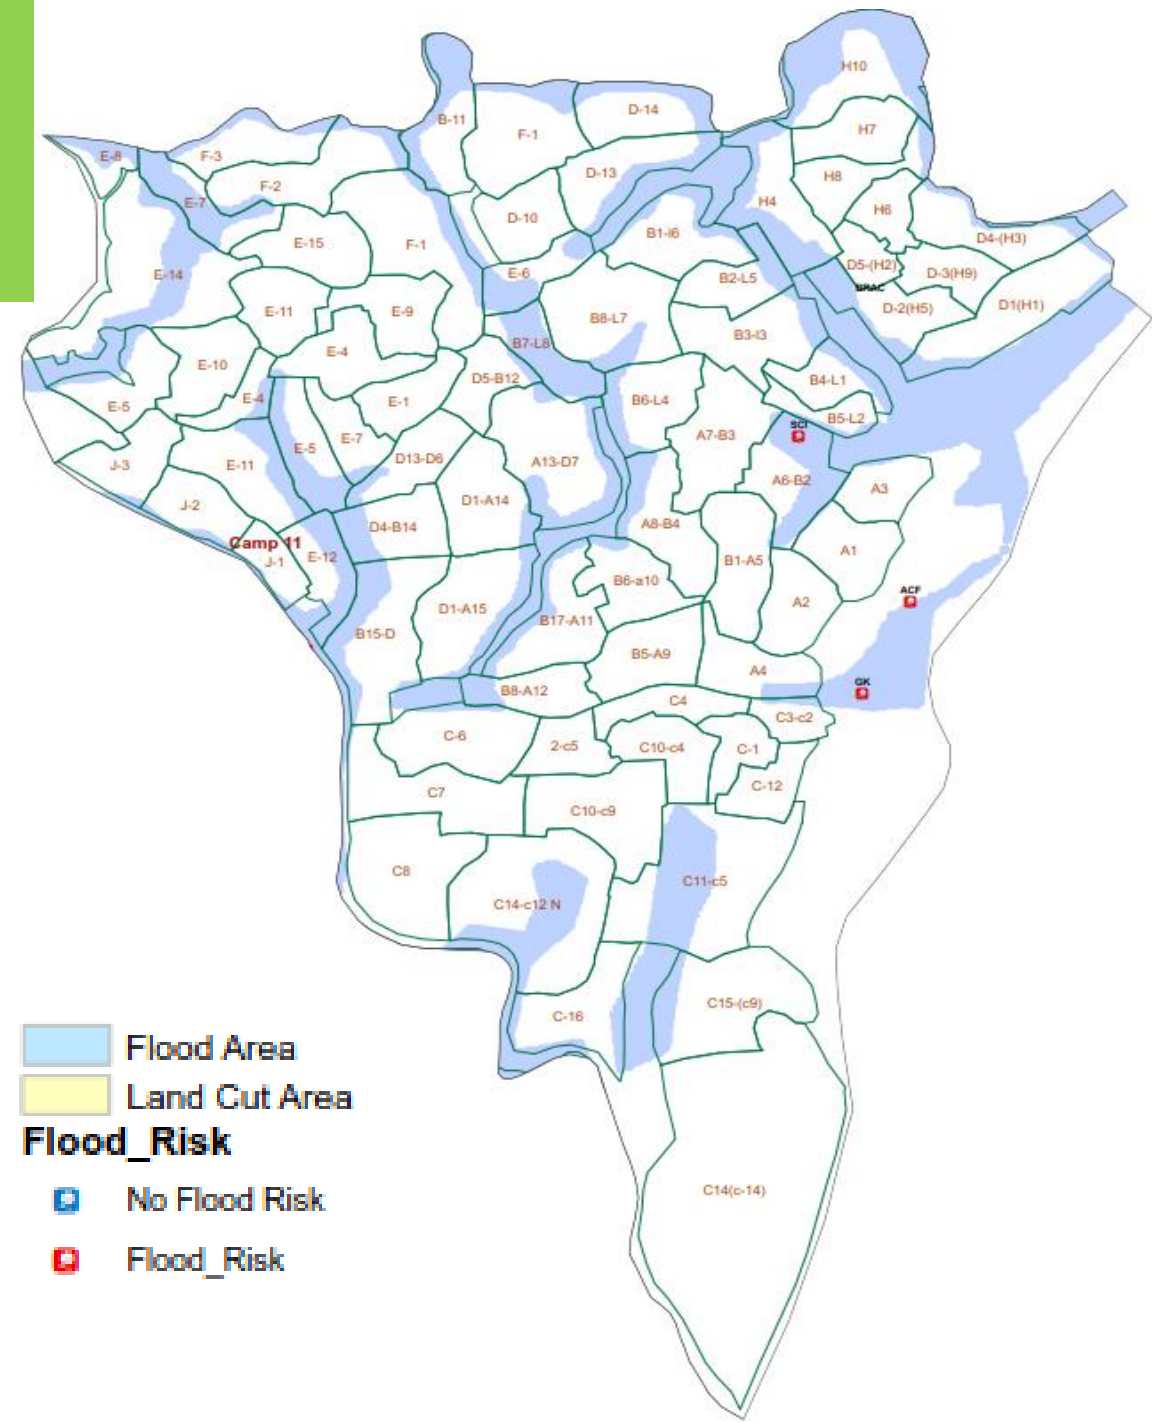 H10
D-14
B-11
F-1
H7
E-8
F-3
D-13
H8
F-2
E-7
H4
H6
D-10
B1-I6
D4-(H3)
E-15
F-1
D5-(H2)
E-14
E-6
B2-L5
D-3(H9)
BRAC
E-11
E-9
B8-L7
D-2(H5)
D1(H1)
B3-I3
B7-L8
E-4
E-10
D5-B12
B4-L1
E-4
E-1
B6-L4
E-5
B5-L2
SCI
E-7
A7-B3
E-5
J-3
E-11
D13-D6
A13-D7
A6-B2
A3
J-2
D1-A14
D4-B14
A8-B4
Camp 11
A1
J-1
E-12
B1-A5
B6-a10
ACF
A2
D1-A15
B17-A11
B15-D
B5-A9
A4
GK
B8-A12
C4
C3-c2
C-6
2-c5
C10-c4
C-1
C-12
C7
C10-c9
C8
C11-c5
C14-c12 N
C15-(c9)
C-16
Flood Area
Land Cut Area
Flood_Risk
No Flood Risk
C14(c-14)
Flood_Risk